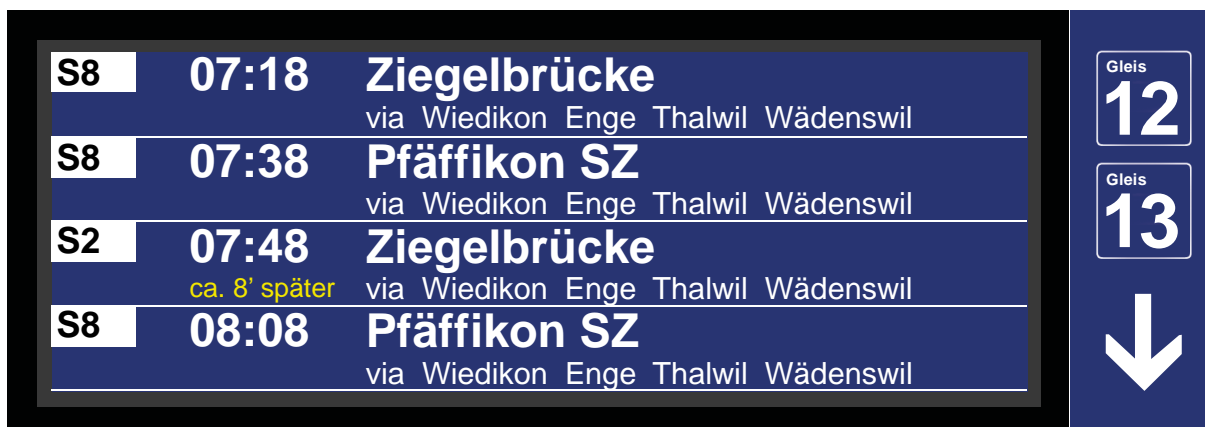 S8 07:18 Ziegelbrücke
via Wiedikon Enge Thalwil Wädenswil
S8 07:38 Pfäffikon SZ
via Wiedikon Enge Thalwil Wädenswil
S2 07:48 Ziegelbrücke
ca. 8’ später via Wiedikon Enge Thalwil Wädenswil
S8 08:08 Pfäffikon SZ
via Wiedikon Enge Thalwil Wädenswil
Gleis
12
Gleis
13